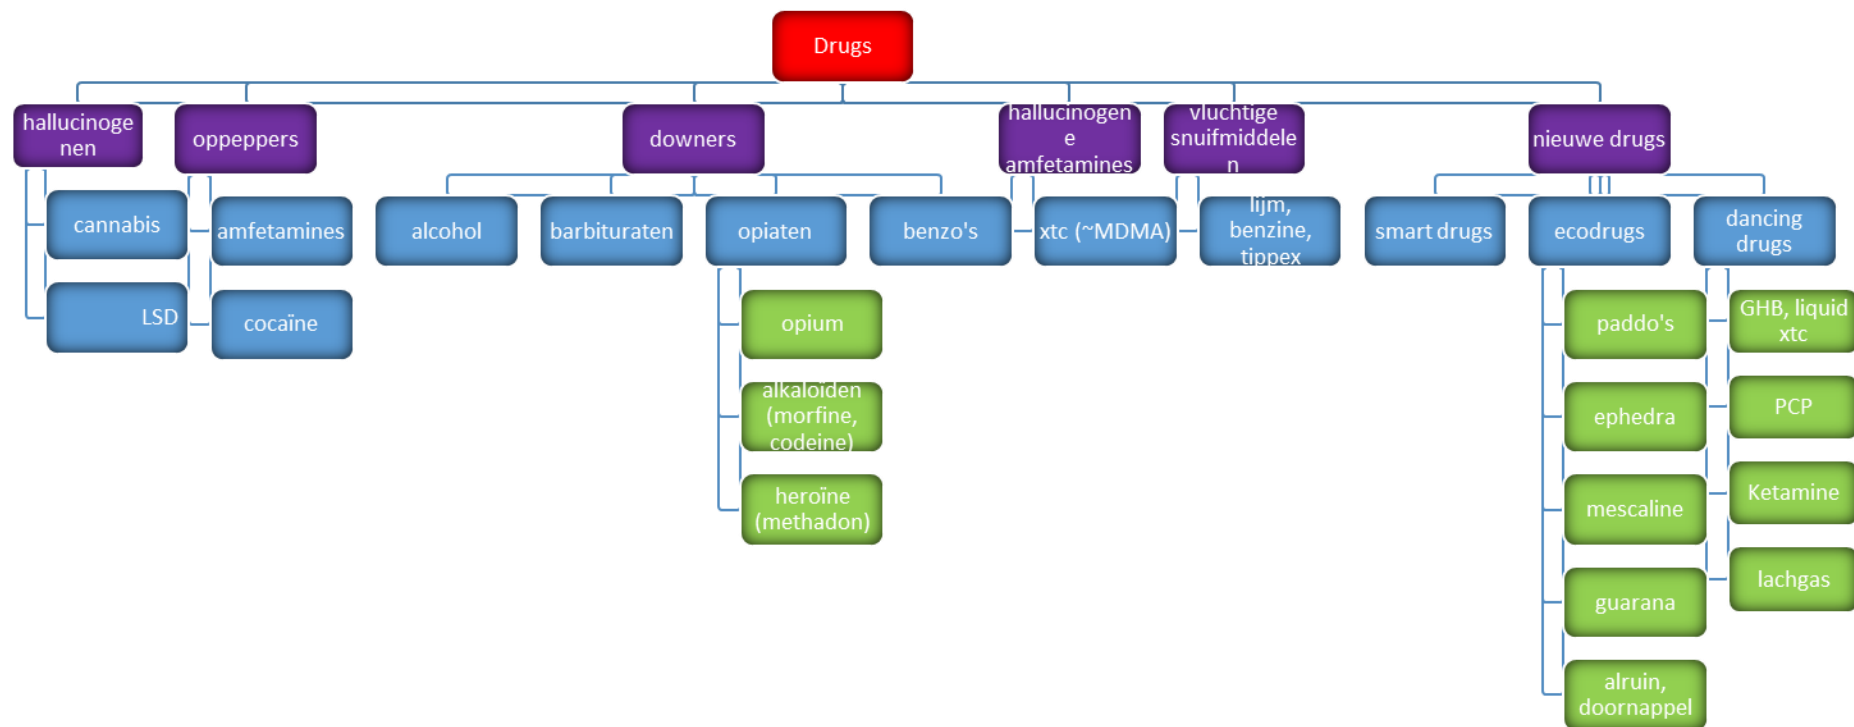 Drugs
hallucinoge
nen
oppeppers
downers
hallucinogen
e
amfetamines
vluchtige
snuifmiddele
n
nieuwe drugs
cannabis
LSD
amfetamines
cocaïne
alcohol
barbituraten
opiaten
benzo's
opium
alkaloïden
(morfine,
codeine)
heroïne
(methadon)
xtc (~MDMA)
lijm,
benzine,
tippex
smart drugs
ecodrugs
dancing
drugs
paddo's
ephedra
mescaline
guarana
alruin,
doornappel
GHB, liquid
xtc
PCP
Ketamine
lachgas